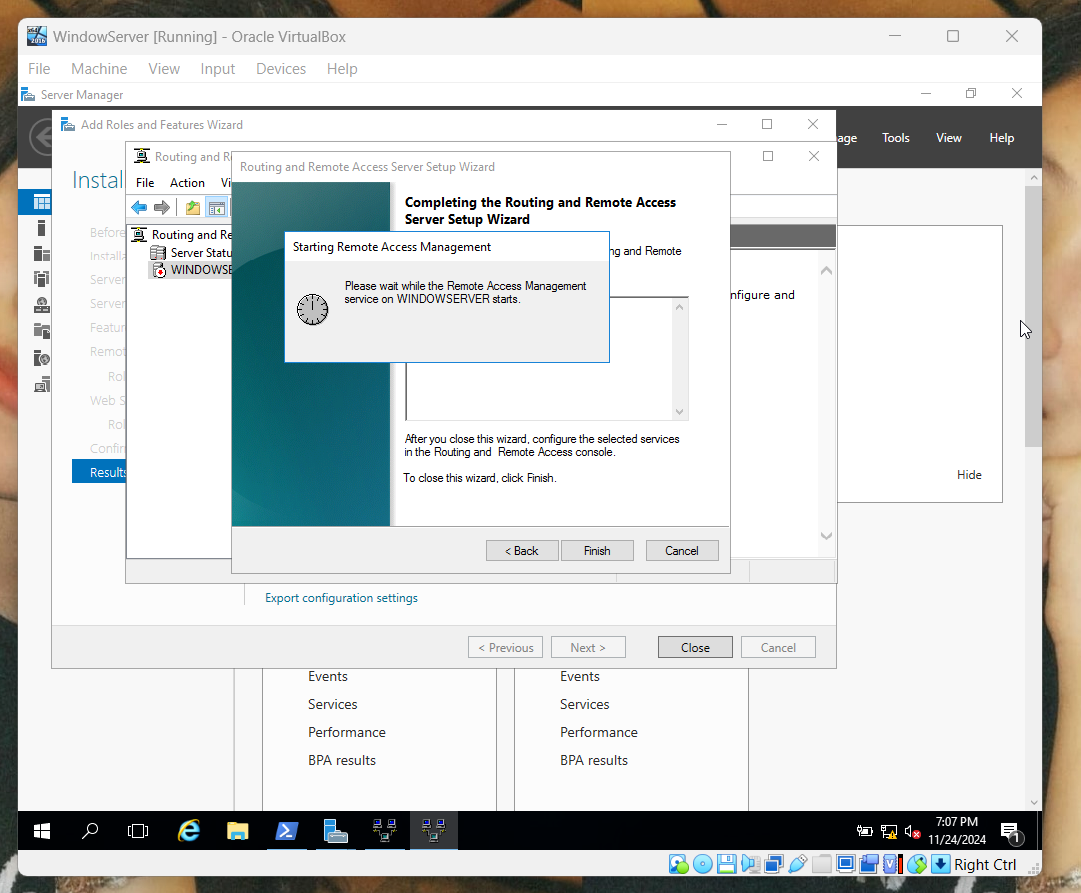 WindowServer [Running] - Oracle VirtualBox
File Machine View Input Devices Help
Server Manager
Tools View Help
Add Roles and Features Wizard
Routing and R
File Action Vi
Routing and Re
Server Statu
WINDOWSE
Routing and Remote Access Server Setup Wizard
Completing the Routing and Remote Access
Server Setup Wizard
ng and Remote
Starting Remote Access Management
Please wait while the Remote Access Management
service on WINDOWSERVER starts.
nfigure and
After you close this wizard, configure the selected services
in the Routing and Remote Access console.
To close this wizard, click Finish.
< Back Finish Cancel
Instal
Before
Installa
Server
Server
Featur
Remot
Rol
Web S
Rol
Confir
Results
Hide
Export configuration settings
< Previous Next > Close Cancel
Events
Services
Performance
BPA results
Events
Services
Performance
BPA results
7:07 PM
11/24/2024
1
Right Ctrl